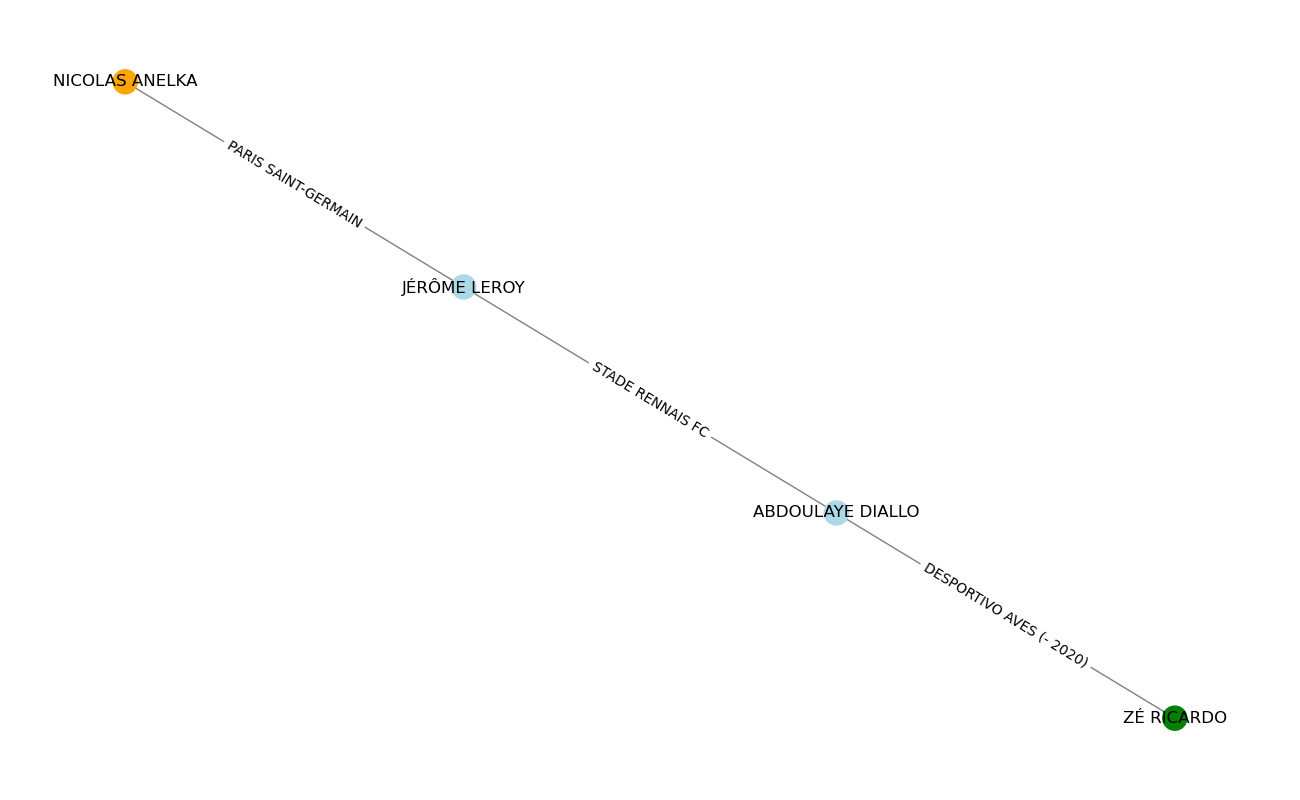 NICOLAS ANELKA
PARIS SAINT-GERMAIN
JÉRÔME LEROY
STADE RENNAIS FC
ABDOULAYE DIALLO
DESPORTIVO AVES (- 2020)
ZÉ RICARDO